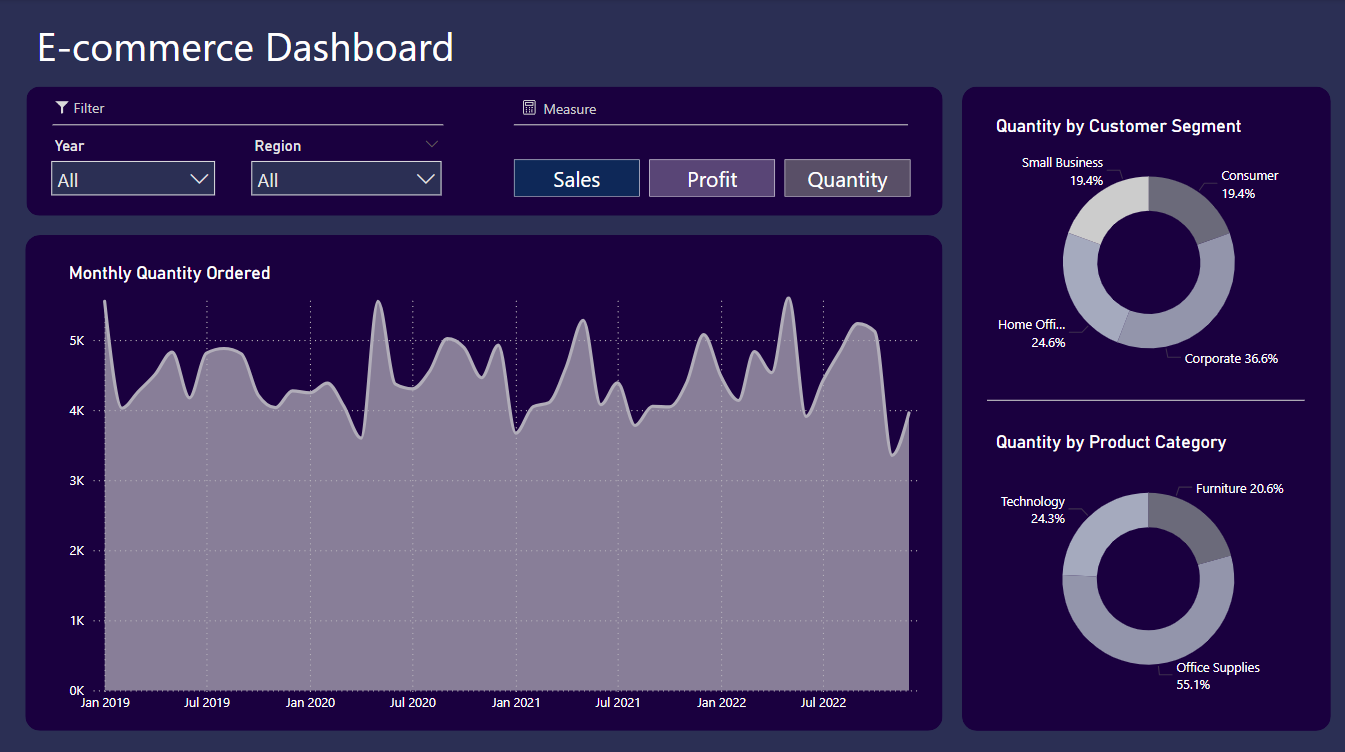 E-commerce Dashboard
Filter
Measure
Year
Region
All
All
Sales
Profit
Quantity
Monthly Quantity Ordered
5K
4K
3K
2K
1K
0K
Jan 2019
Jul 2019
Jan 2020
Jul 2020
Jan 2021
Jul 2021
Jan 2022
Jul 2022
Quantity by Customer Segment
Small Business
19.4%
Consumer
19.4%
Home Offi...
24.6%
Corporate 36.6%
Quantity by Product Category
Furniture 20.6%
Technology
24.3%
Office Supplies
55.1%